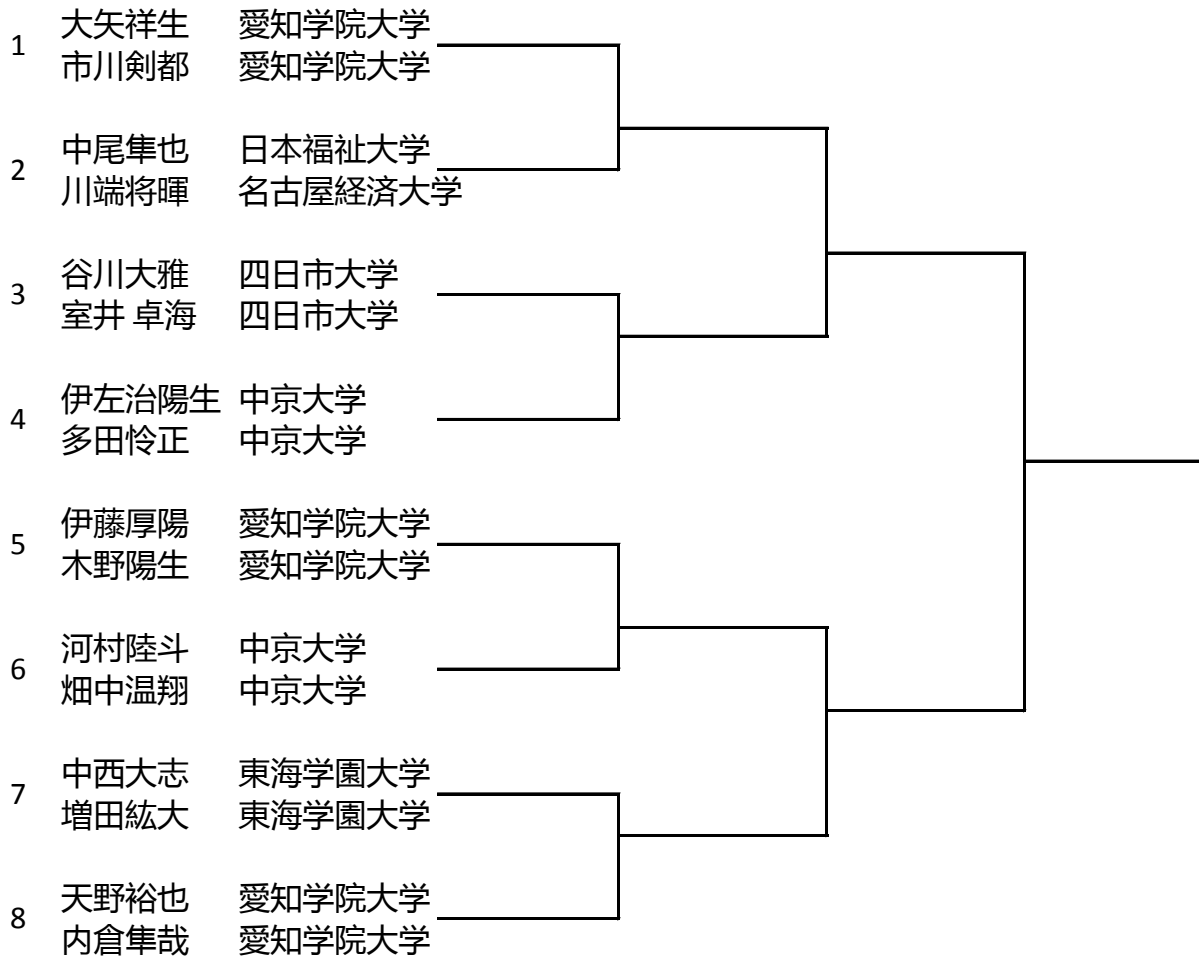 1
大矢祥生 愛知学院大学
市川剣都 愛知学院大学
2
中尾隼也 日本福祉大学
川端将暉 名古屋経済大学
3
谷川大雅 四日市大学
室井 卓海 四日市大学
4
伊左治陽生 中京大学
多田怜正 中京大学
5
伊藤厚陽 愛知学院大学
木野陽生 愛知学院大学
6
河村陸斗 中京大学
畑中温翔 中京大学
7
中西大志 東海学園大学
増田紘大 東海学園大学
8
天野裕也 愛知学院大学
内倉隼哉 愛知学院大学